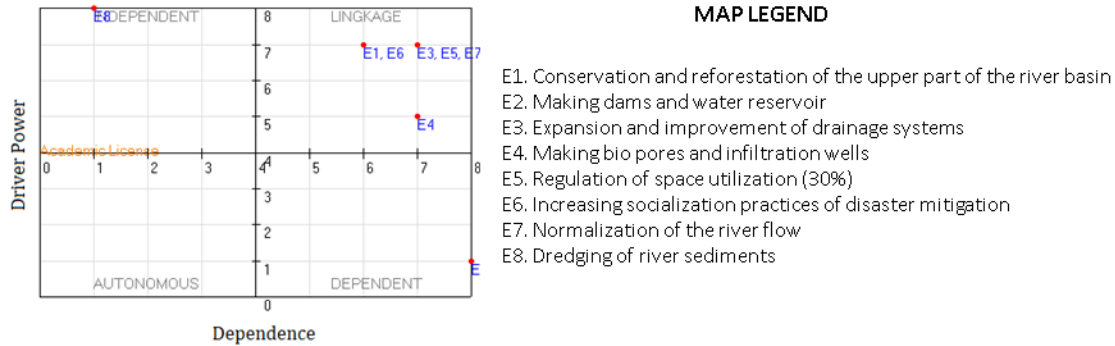 MAP LEGEND
E8 DEPENDENT
8
LINGKAGE
7
E1, E6
E3, E5, E7
6
5
E4
Driver Power
Academic Licence
0
1
2
3
4
4
5
6
7
8
3
2
1
E
AUTONOMOUS
DEPENDENT
0
Dependence
E1. Conservation and reforestation of the upper part of the river basin
E2. Making dams and water reservoir
E3. Expansion and improvement of drainage systems
E4. Making bio pores and infiltration wells
E5. Regulation of space utilization (30%)
E6. Increasing socialization practices of disaster mitigation
E7. Normalization of the river flow
E8. Dredging of river sediments